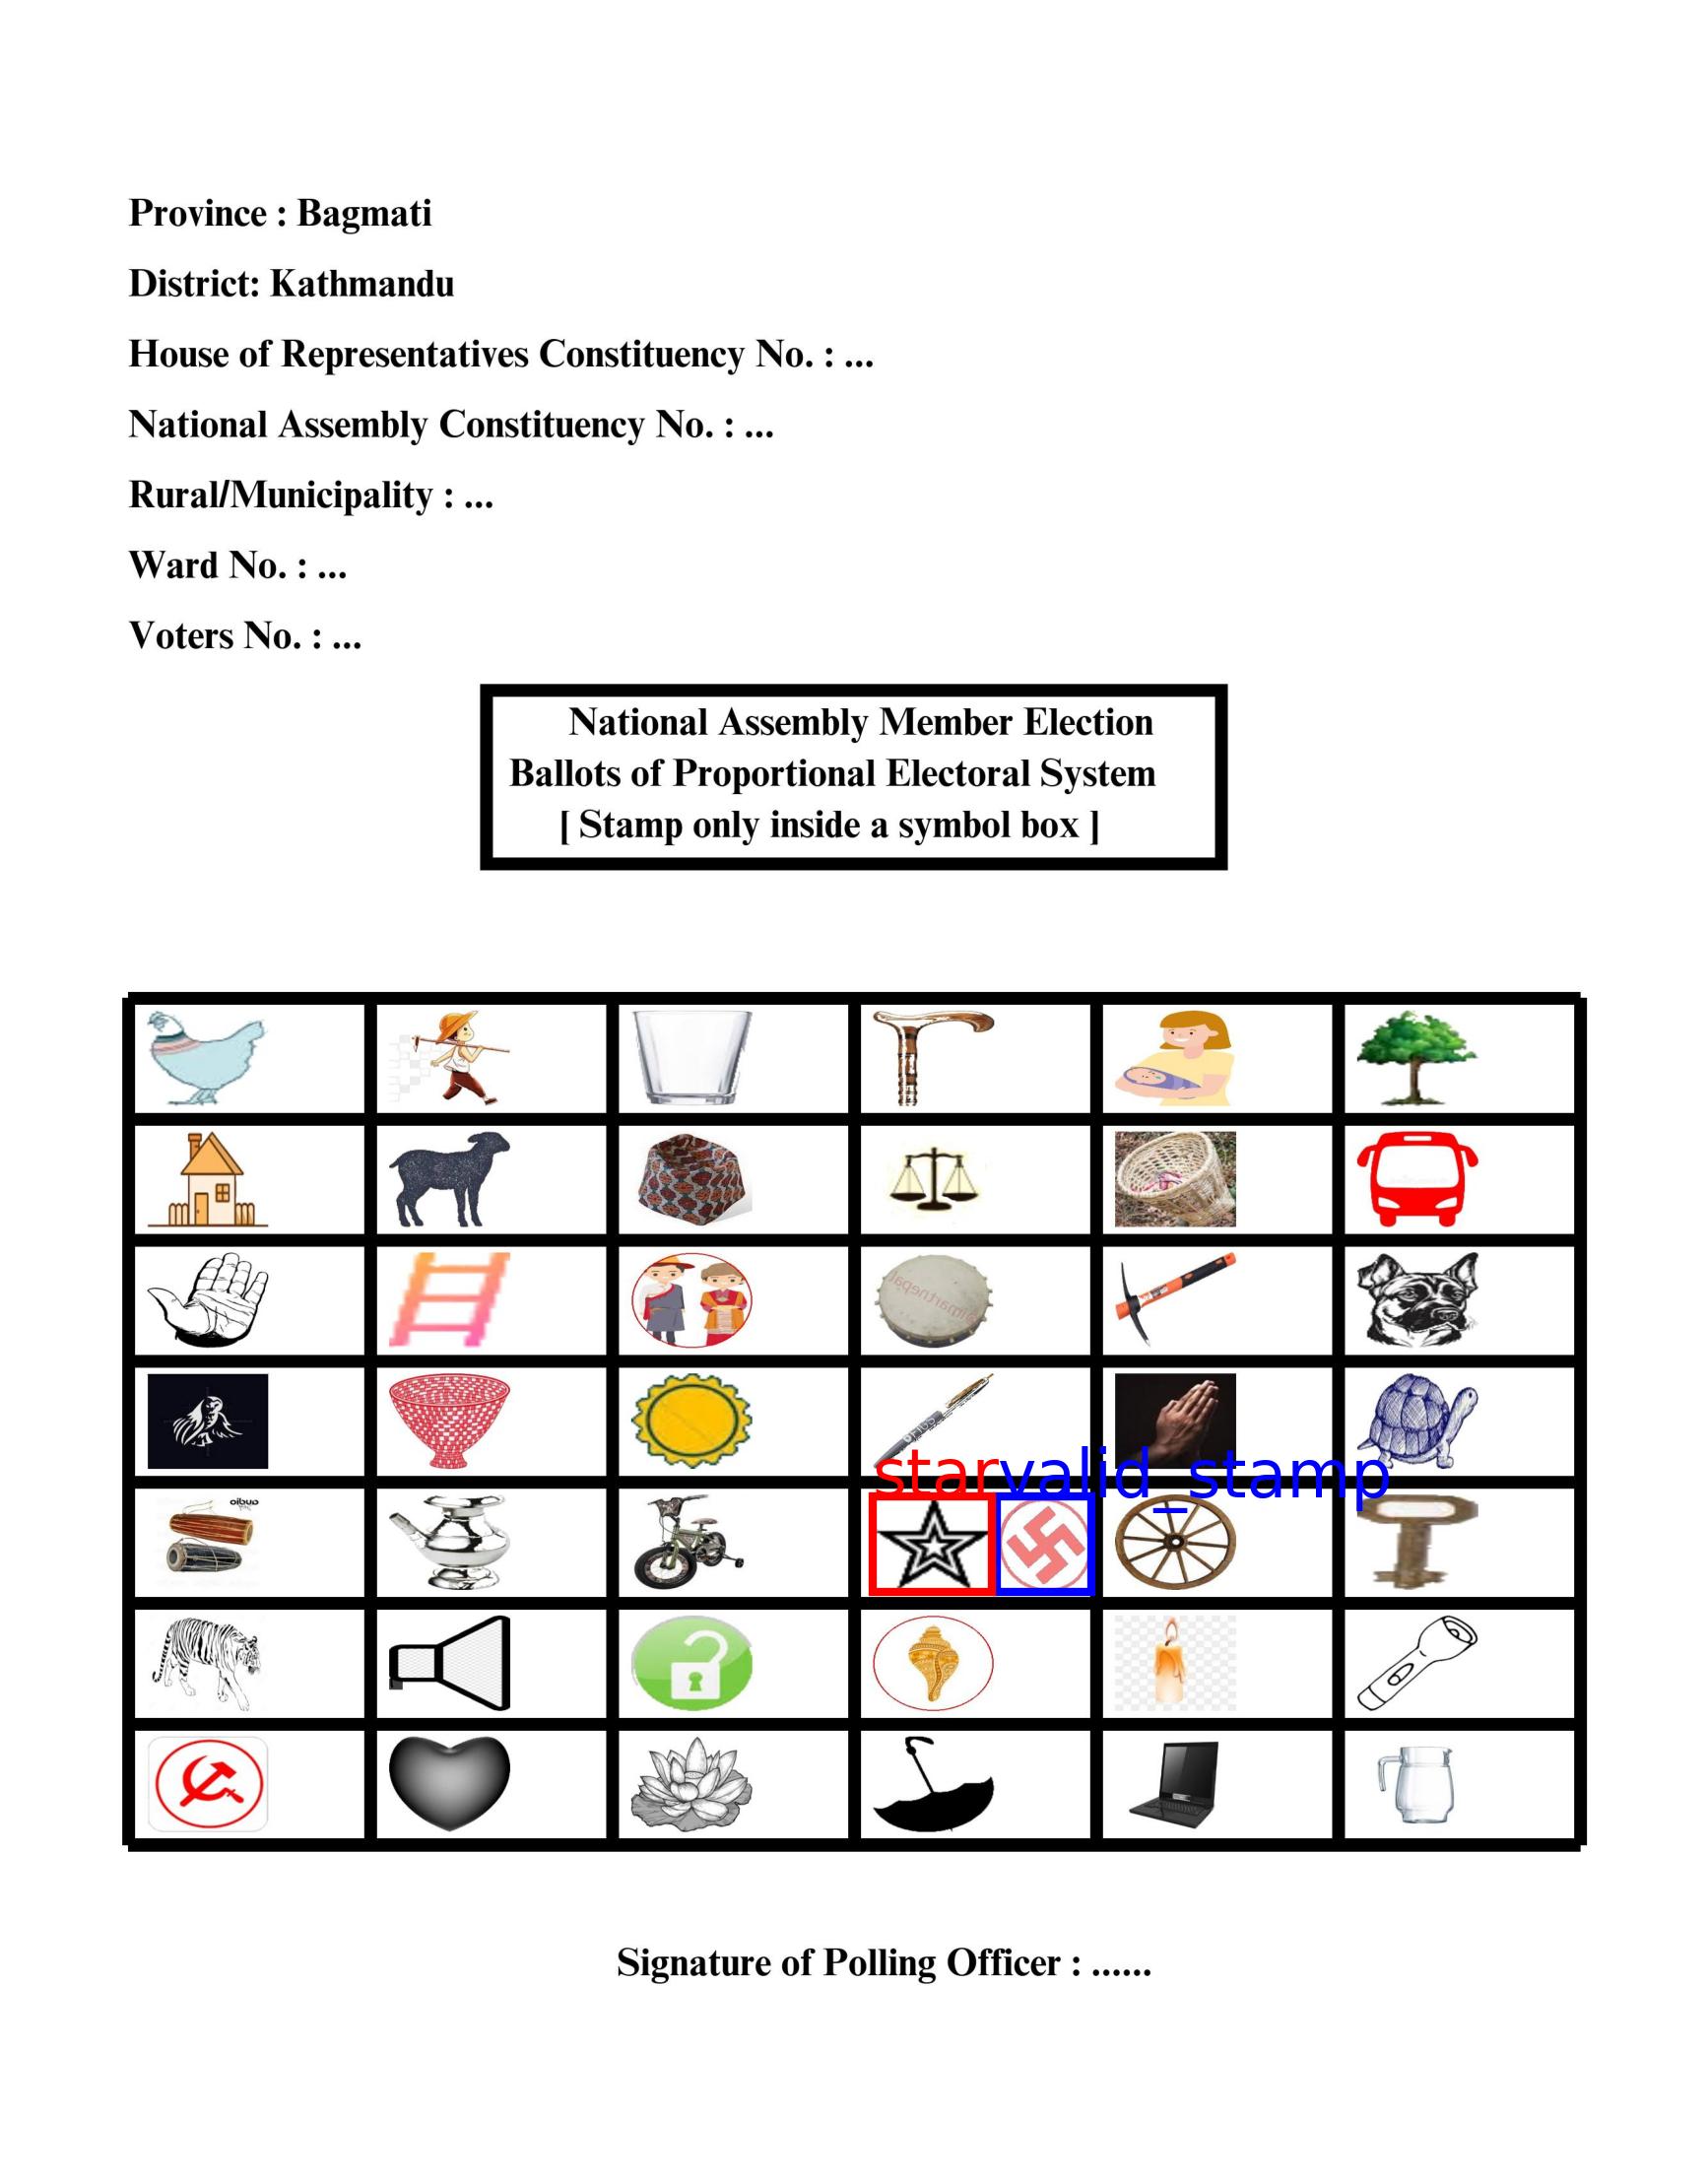 Province : Bagmati
District: Kathmandu
House of Representatives Constituency No. : ...
National Assembly Constituency No. : ...
Rural/Municipality : ...
Ward No. : ...
Voters No. : ...
National Assembly Member Election
Ballots of Proportional Electoral System
[ Stamp only inside a symbol box ]
star valid_stamp
Signature of Polling Officer : ......